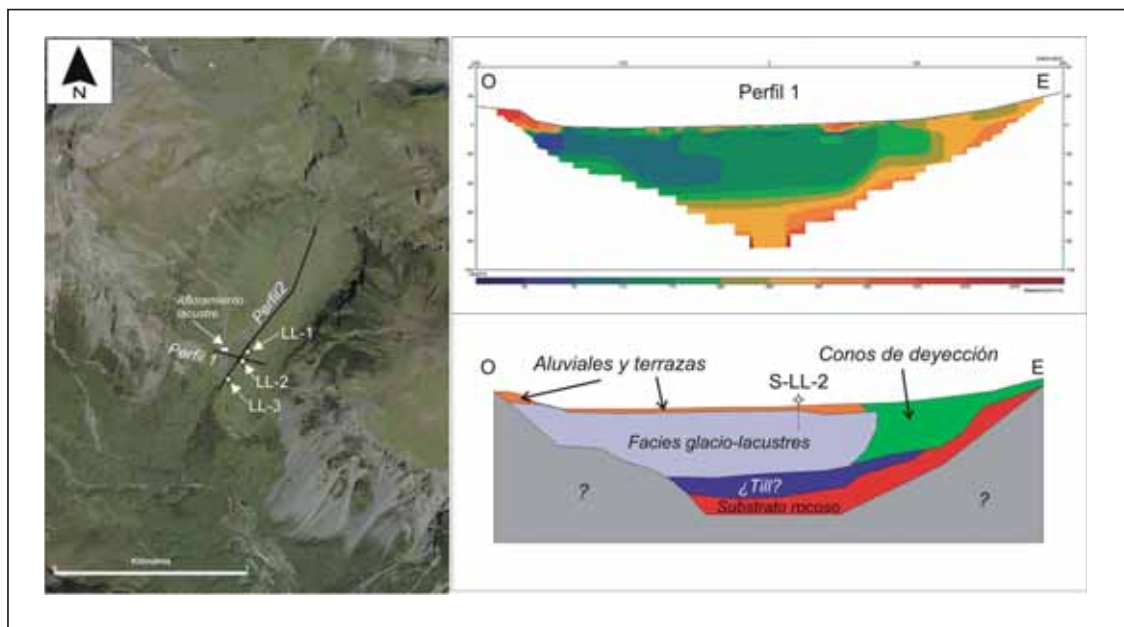 N
Afloramiento
lacustre
Perfil2
LL-1
Perfil 1
LL-2
LL-3
Kilómetros
O
E
Perfil 1
O
E
Aluviales y terrazas
Conos de deyección
S-LL-2
Facies glacio-lacustres
¿Till?
Substrato rocoso
?
?